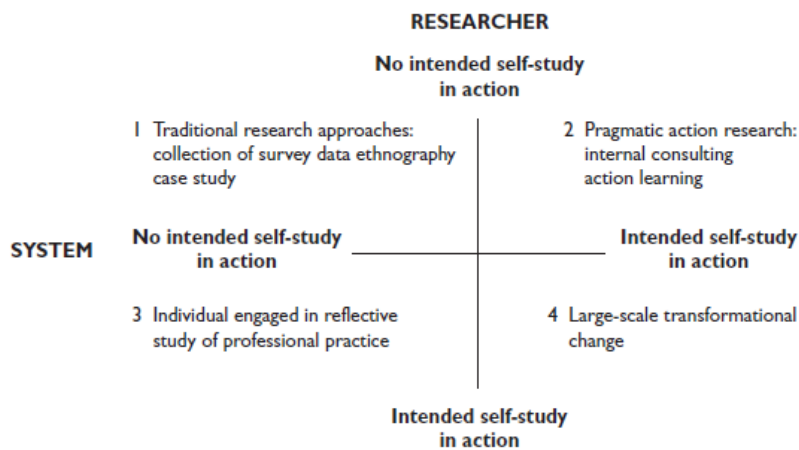 RESEARCHER
No intended self-study
in action
1 Traditional research approaches:
collection of survey data ethnography
case study
2 Pragmatic action research:
internal consulting
action learning
SYSTEM
No intended self-study
in action
Intended self-study
in action
3 Individual engaged in reflective
study of professional practice
4 Large-scale transformational
change
Intended self-study
in action